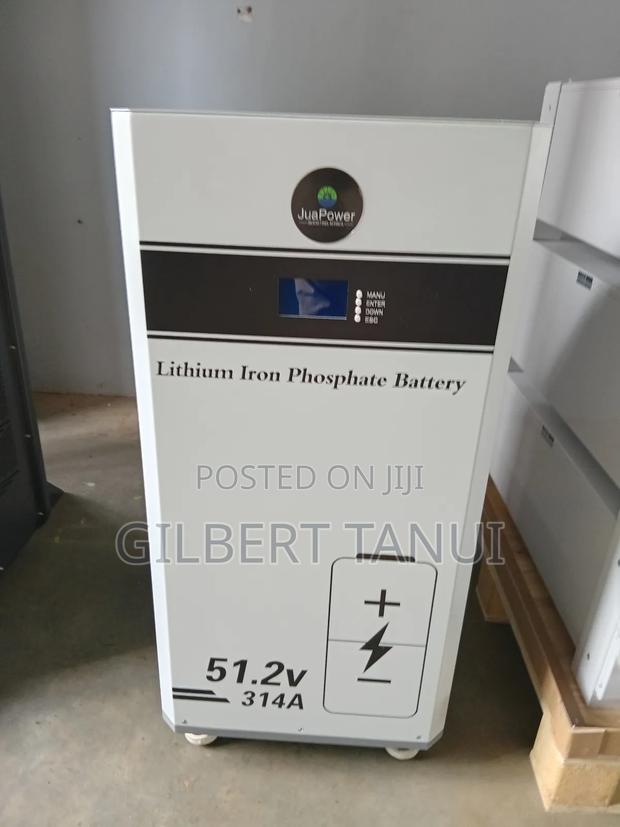 JuaPower
MANU
ENTER
DOWN
ESC
Lithium Iron Phosphate Battery
POSTED ON JIJI
GILBERT TANUI
+
−
51.2v
314A